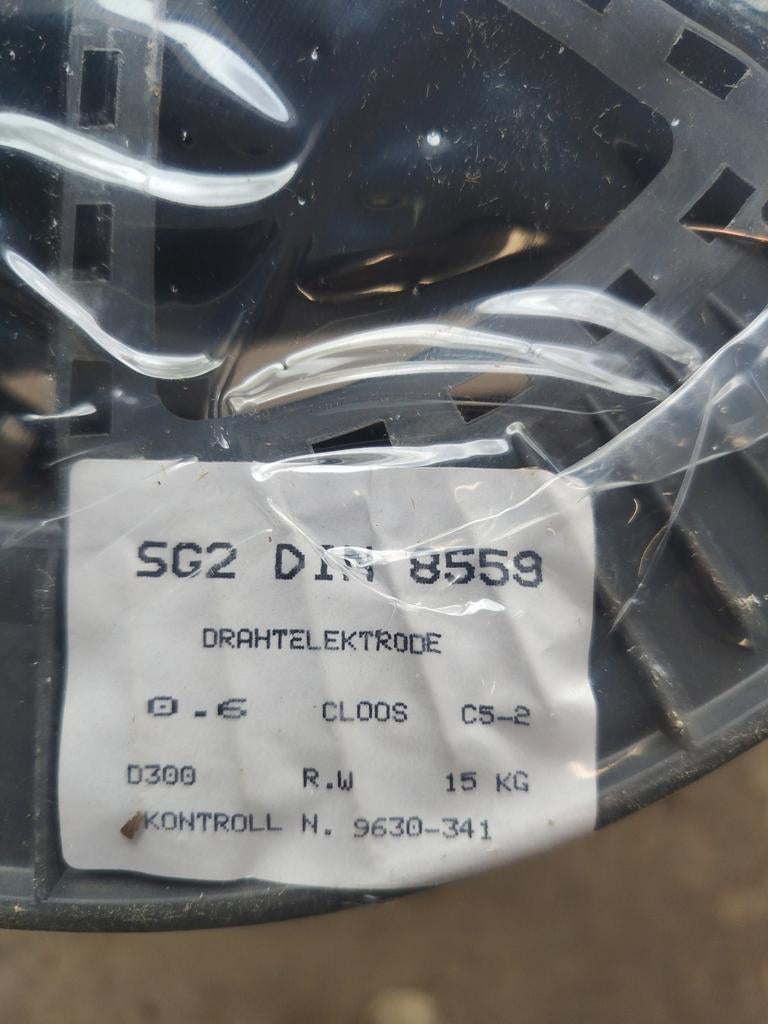 SG2 DIN 8559
DRAHTELEKTRODE
0.6 CLOOS C5-2
D300 R.W 15 KG
KONTROLL N. 9630-341